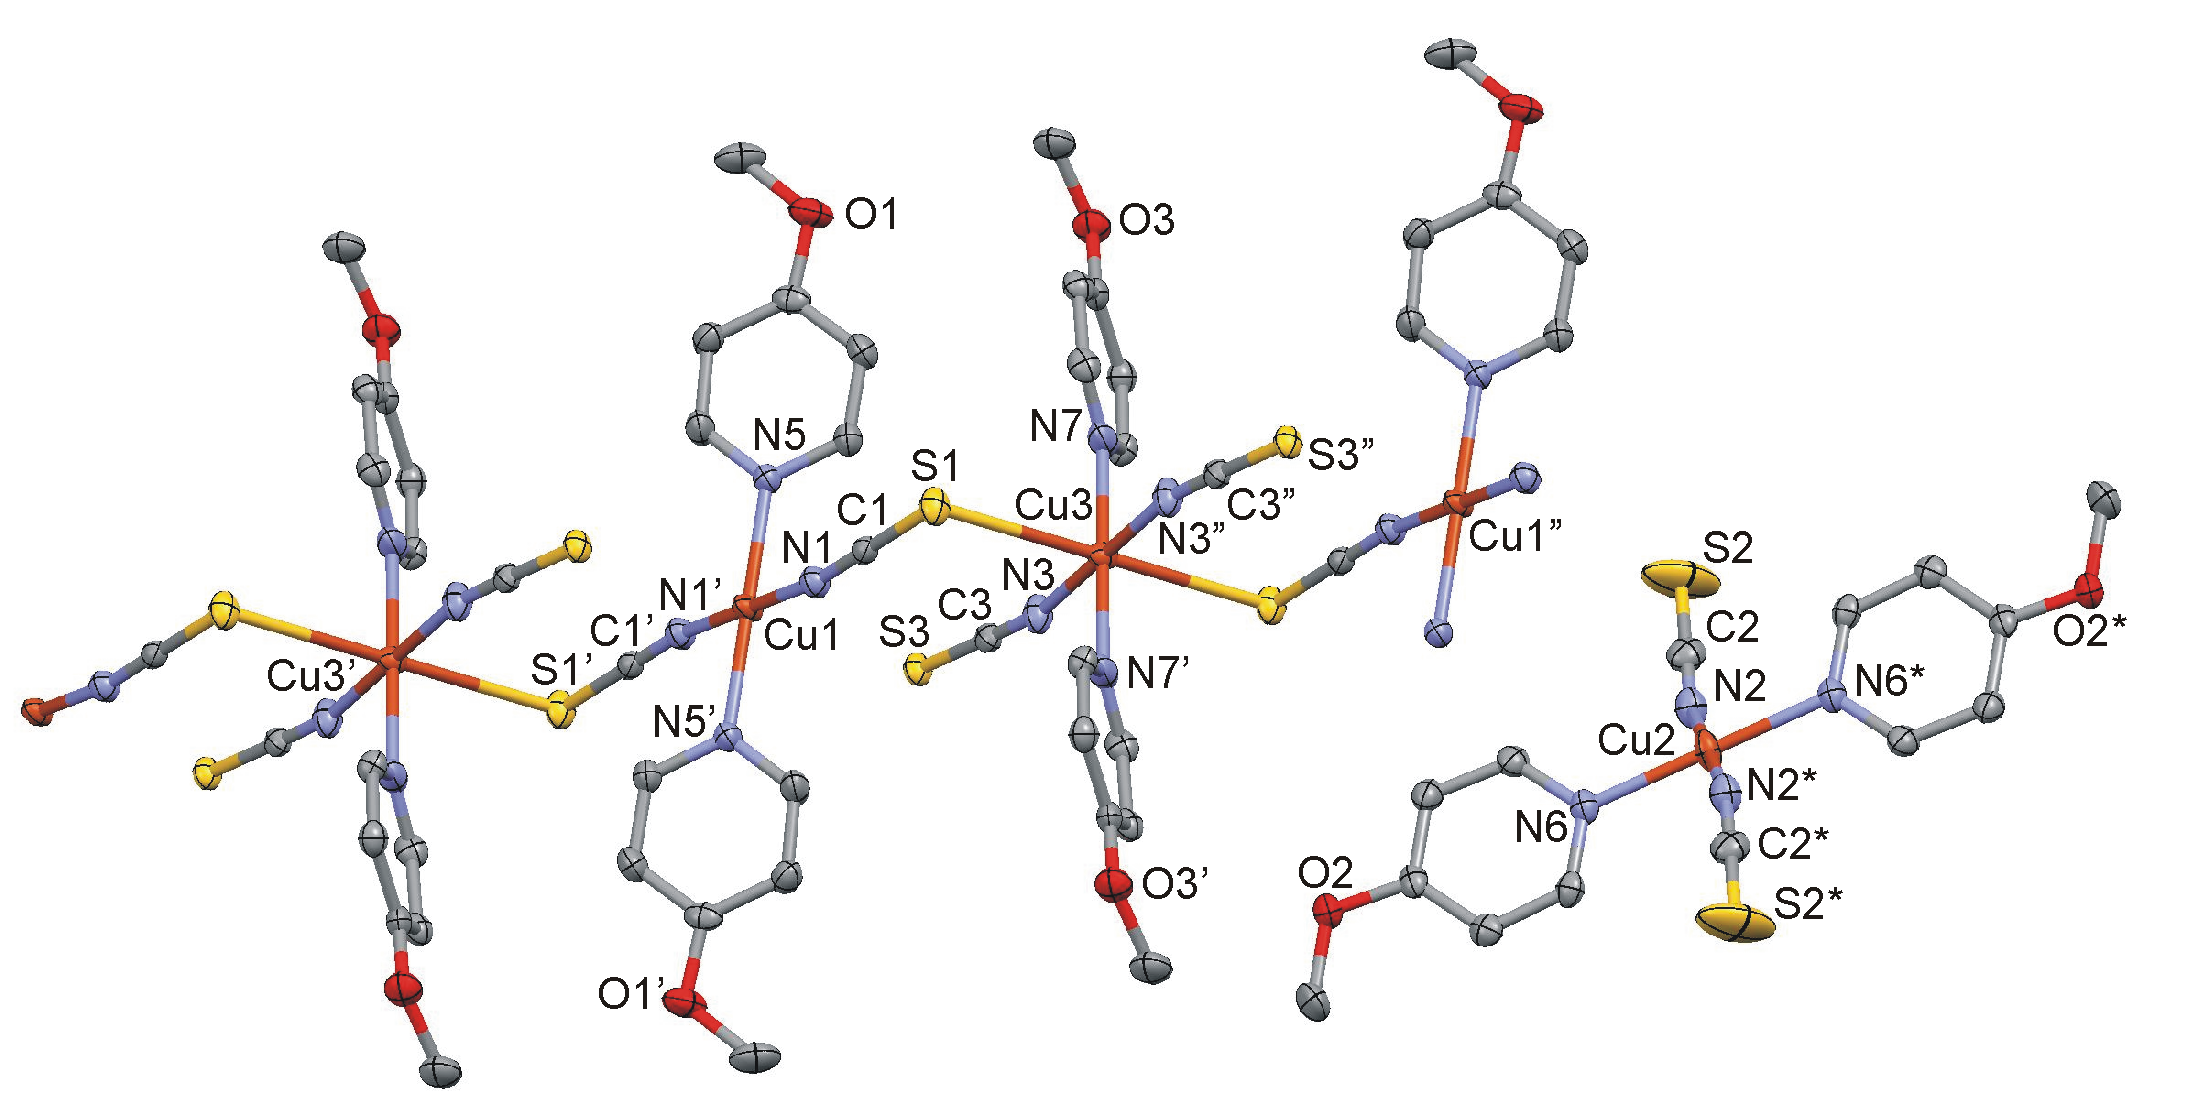 O1
O3
N7
N5
S1
S3”
C1
Cu3
C3”
N3”
Cu1”
N1
N3
S2
C3
N1’
C2
S3
Cu1
C1’
O2*
S1’
N7’
N6*
Cu3’
N2
N5’
Cu2
N2*
N6
C2*
O2
O3’
S2*
O1’